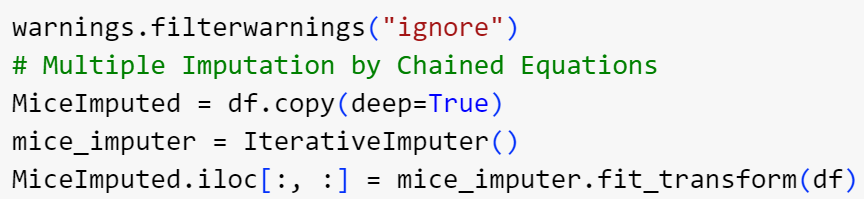 warnings.filterwarnings("ignore")
# Multiple Imputation by Chained Equations
MiceImputed = df.copy(deep=True)
mice_imputer = IterativeImputer()
MiceImputed.iloc[:, :] = mice_imputer.fit_transform(df)